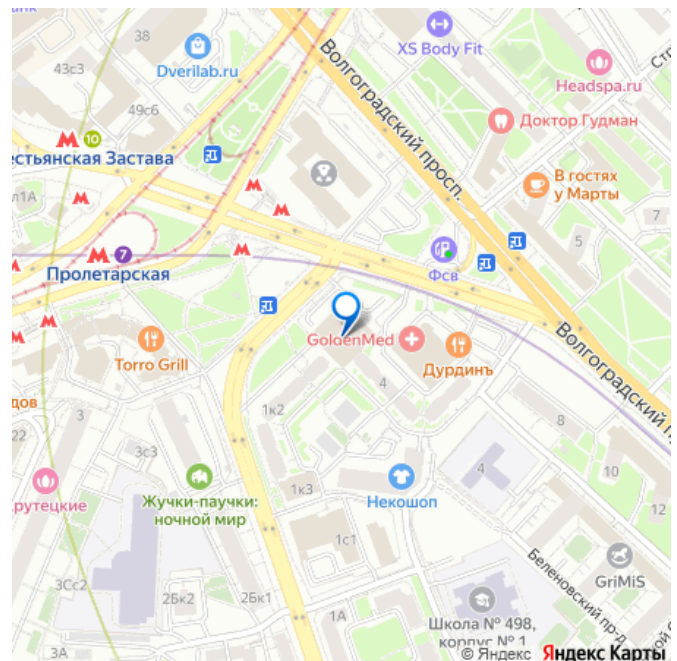 38
XS Body Fit
43с3
Dverilab.ru
Headspa.ru
49с6
Доктор Гудман
10
естьянская Застава
Волгоградский просп.
В гостях
у Марты
л1А
7
5
7
Пролетарская
Фсв
GoldenMed
Дурдинъ
Torro Grill
4
Волгоградский п
1к2
3
22
8
3с3
4
10
1к3
Жучки-паучки:
ночной мир
Некошоп
12
рутецкие
1с1
Беленовский пр-д
GriMiS
3Сс2
2Бк2
2Бк1
1А
Школа № 498,
корпус № 1
3А
© Яндекс Яндекс Карты